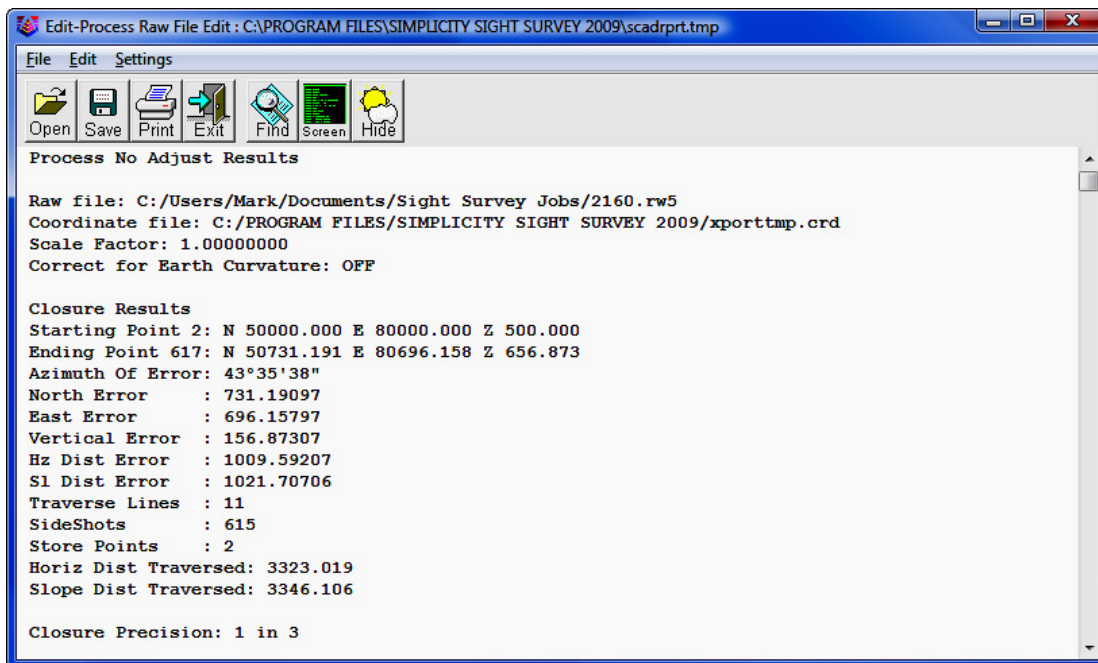 Edit-Process Raw File Edit : C:\PROGRAM FILES\SIMPLICITY SIGHT SURVEY 2009\scadrprt.tmp
File Edit Settings
Open Save Print Exit Find Screen Hide
Process No Adjust Results
Raw file: C:/Users/Mark/Documents/Sight Survey Jobs/2160.rw5
Coordinate file: C:/PROGRAM FILES/SIMPLICITY SIGHT SURVEY 2009/xporttmp.crd
Scale Factor: 1.00000000
Correct for Earth Curvature: OFF
Closure Results
Starting Point 2: N 50000.000 E 80000.000 Z 500.000
Ending Point 617: N 50731.191 E 80696.158 Z 656.873
Azimuth Of Error: 43°35'38"
North Error : 731.19097
East Error : 696.15797
Vertical Error : 156.87307
Hz Dist Error : 1009.59207
Sl Dist Error : 1021.70706
Traverse Lines : 11
SideShots : 615
Store Points : 2
Horiz Dist Traversed: 3323.019
Slope Dist Traversed: 3346.106
Closure Precision: 1 in 3